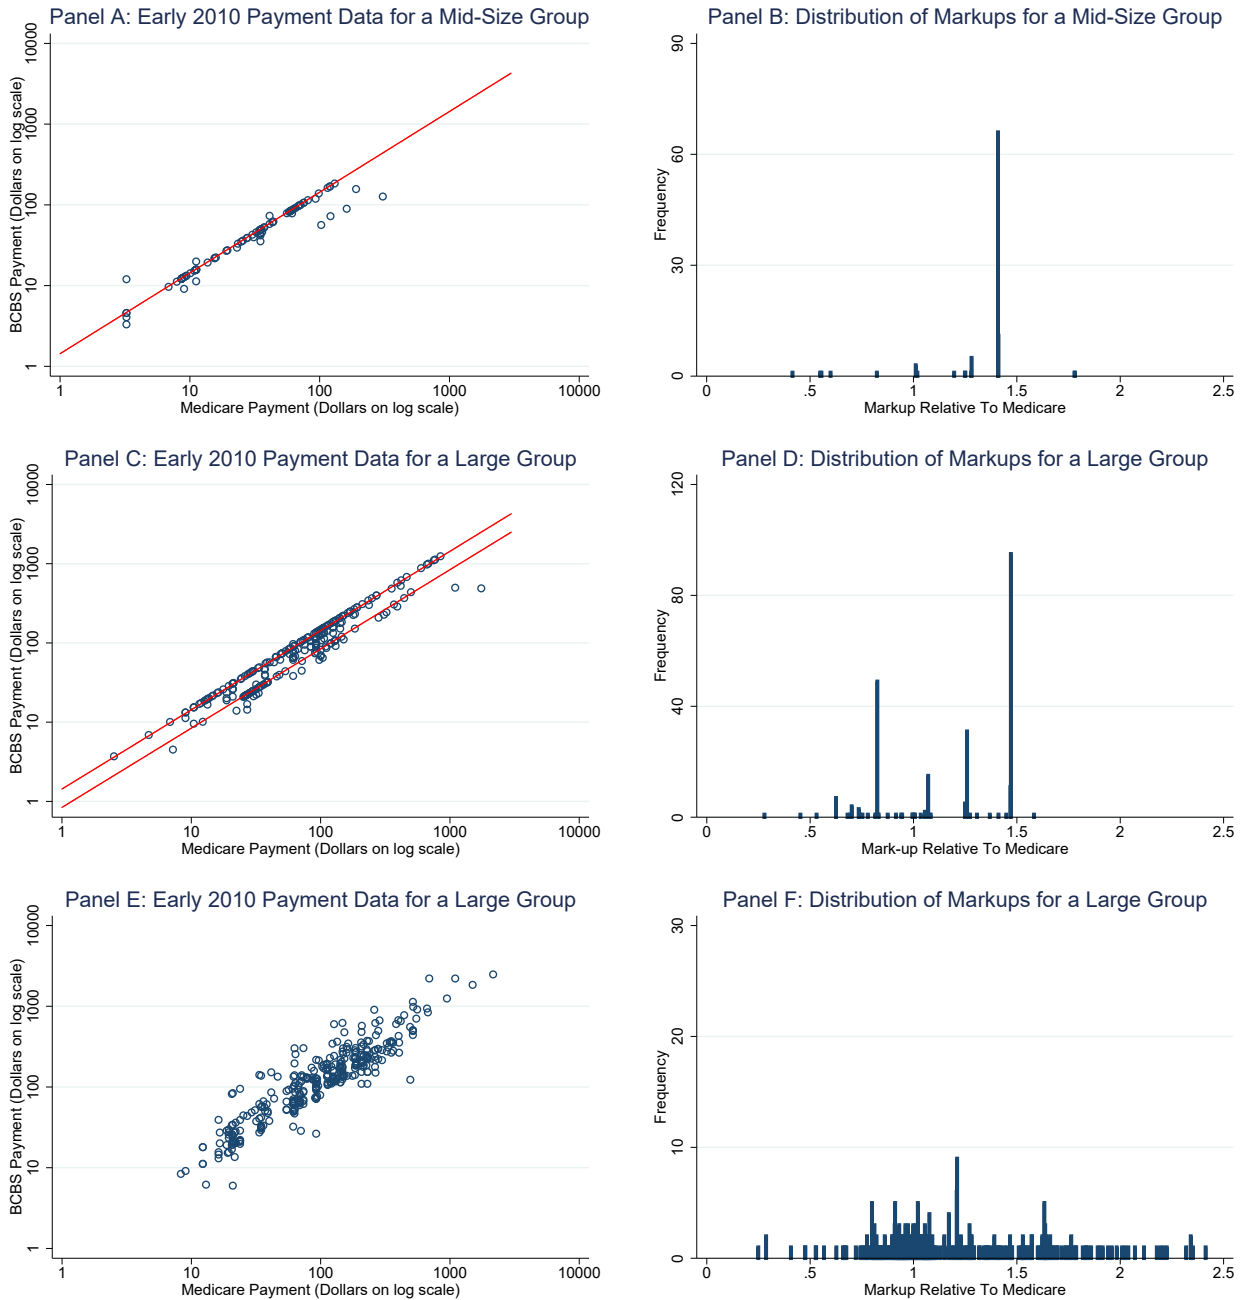 Panel A: Early 2010 Payment Data for a Mid-Size Group
BCBS Payment (Dollars on log scale)
10000
1000
100
10
1
1 10 100 1000 10000
Medicare Payment (Dollars on log scale)
Panel B: Distribution of Markups for a Mid-Size Group
Frequency
90
60
30
0
0 .5 1 1.5 2 2.5
Markup Relative To Medicare
Panel C: Early 2010 Payment Data for a Large Group
BCBS Payment (Dollars on log scale)
10000
1000
100
10
1
1 10 100 1000 10000
Medicare Payment (Dollars on log scale)
Panel D: Distribution of Markups for a Large Group
Frequency
120
80
40
0
0 .5 1 1.5 2 2.5
Mark-up Relative To Medicare
Panel E: Early 2010 Payment Data for a Large Group
BCBS Payment (Dollars on log scale)
10000
1000
100
10
1
1 10 100 1000 10000
Medicare Payment (Dollars on log scale)
Panel F: Distribution of Markups for a Large Group
Frequency
30
20
10
0
0 .5 1 1.5 2 2.5
Markup Relative To Medicare